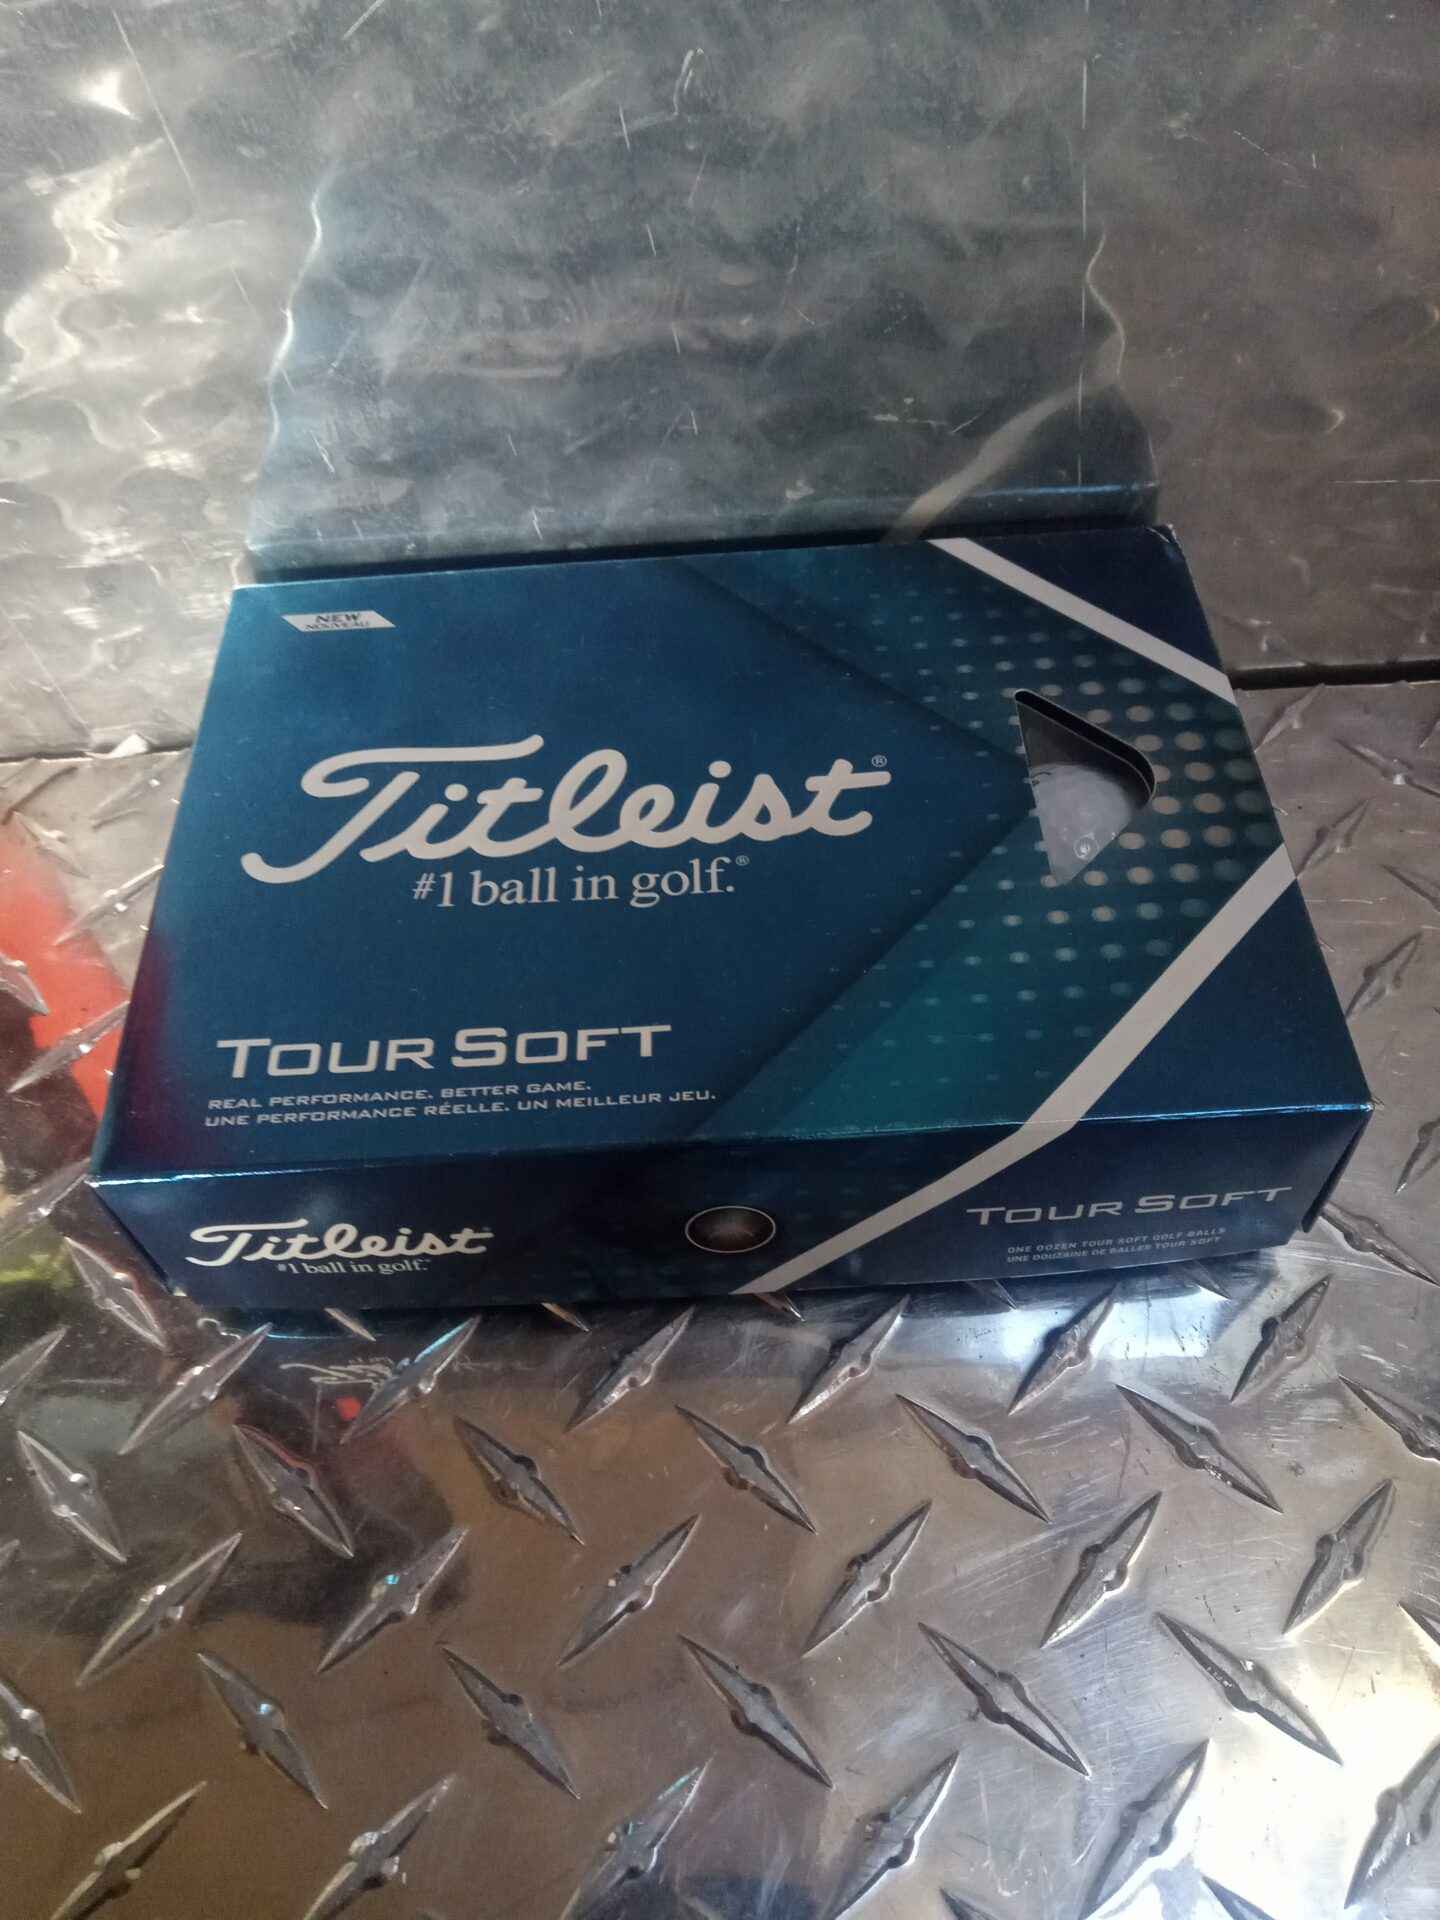 NEW
NOUVEAU
Titleist®
#1 ball in golf.®
TOUR SOFT
REAL PERFORMANCE. BETTER GAME.
UNE PERFORMANCE RÉELLE. UN MEILLEUR JEU.
Titleist
#1 ball in golf.
TOUR SOFT
ONE DOZEN TOUR SOFT GOLF BALLS
UNE DOUZAINE DE BALLES TOUR SOFT